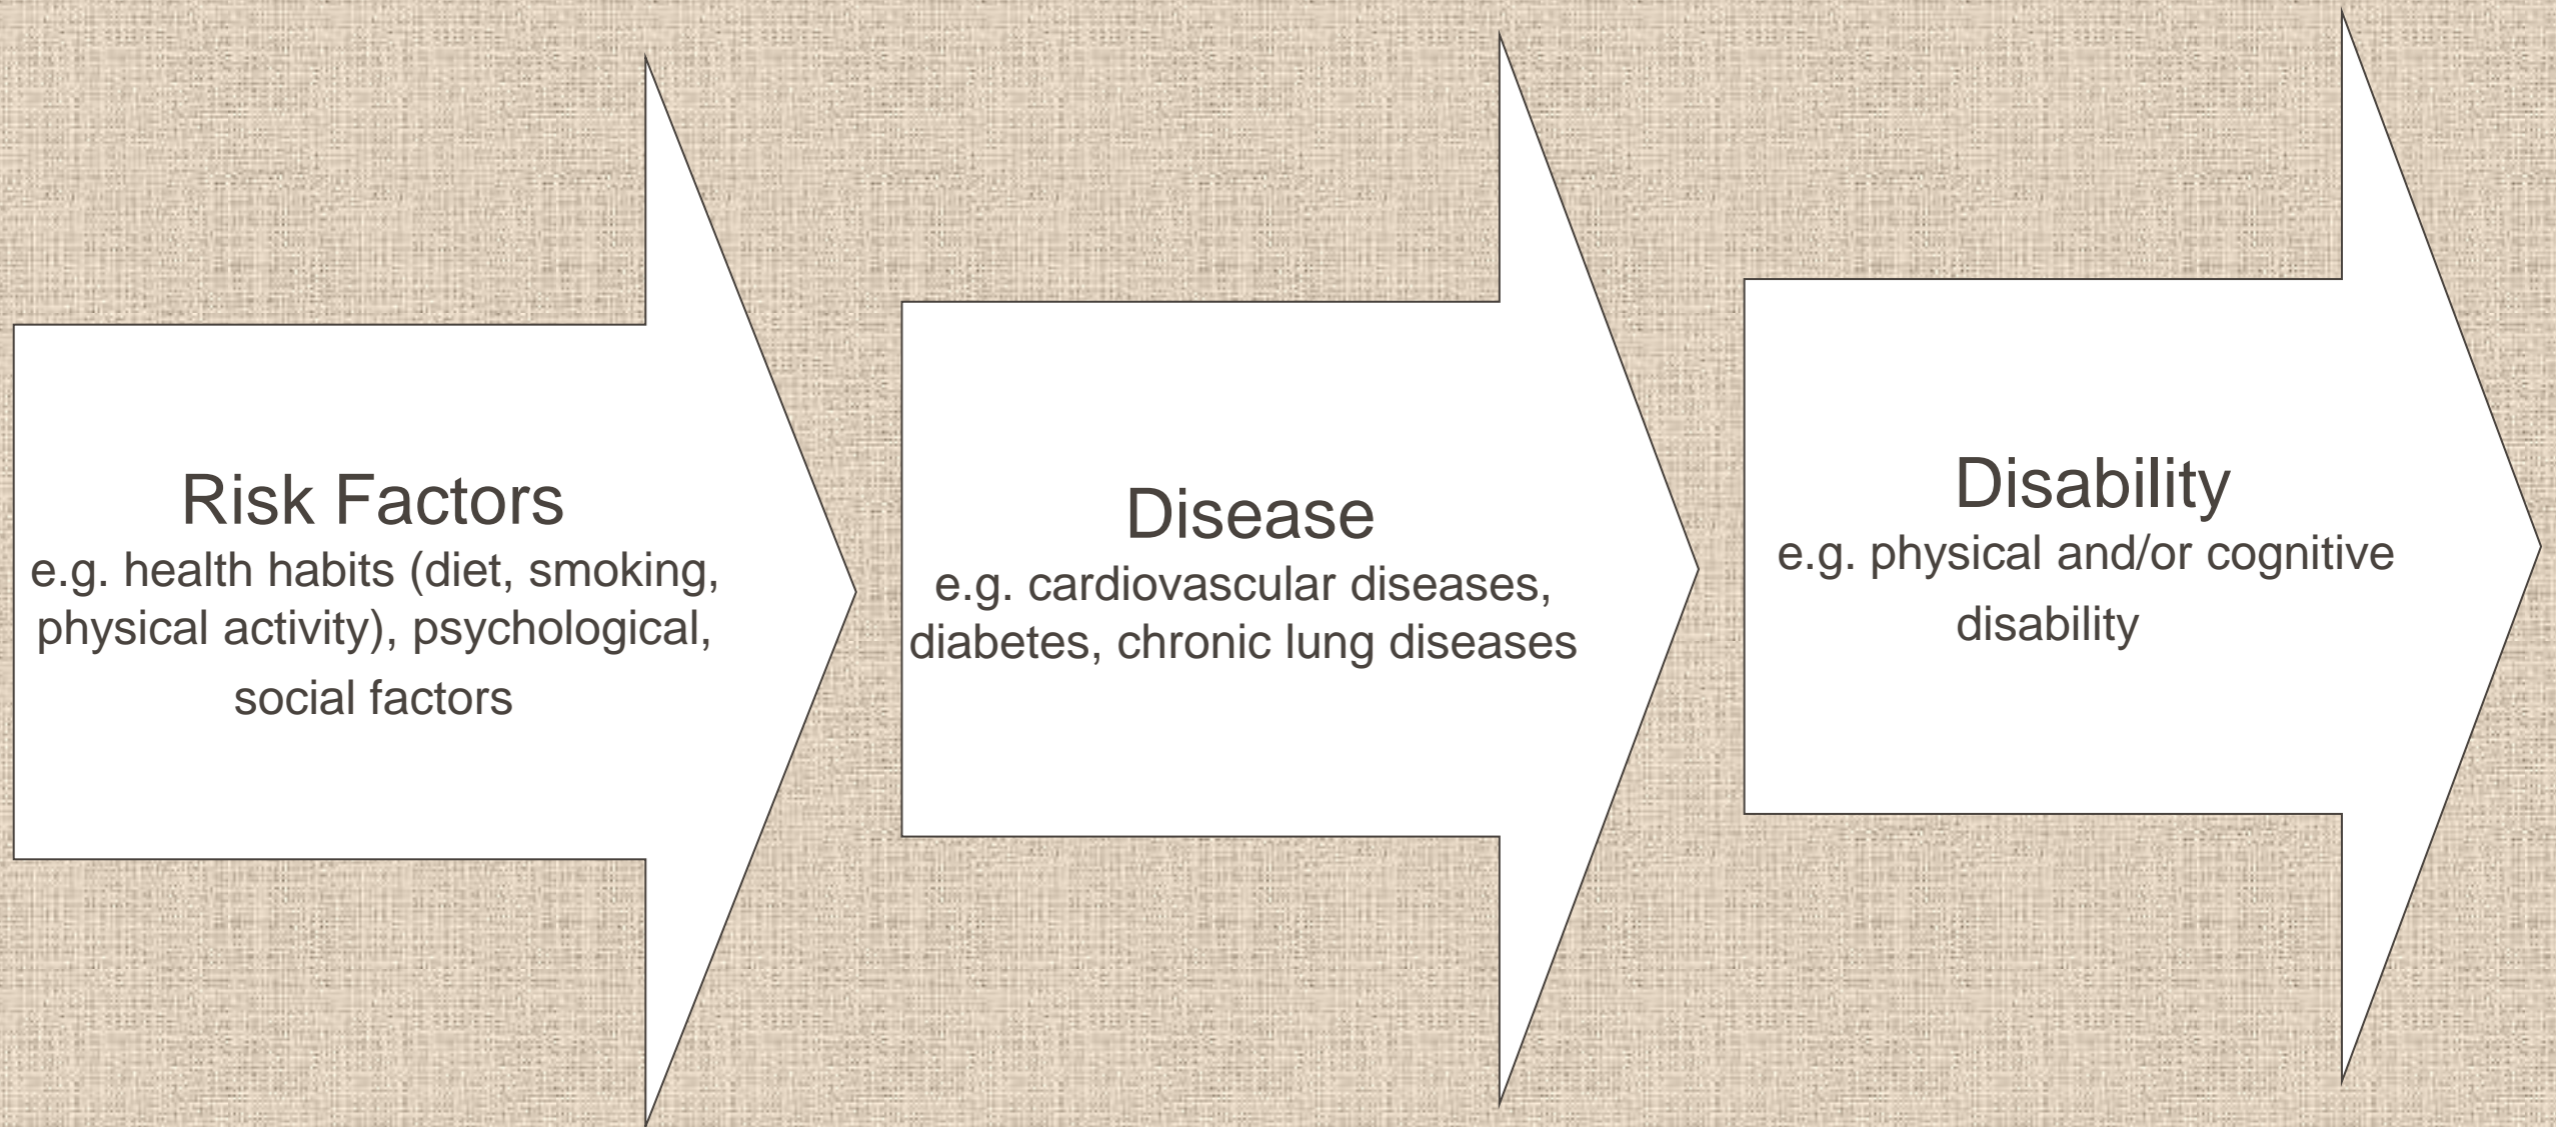 Risk Factors
e.g. health habits (diet, smoking,
physical activity), psychological,
social factors
Disease
e.g. cardiovascular diseases,
diabetes, chronic lung diseases
Disability
e.g. physical and/or cognitive
disability